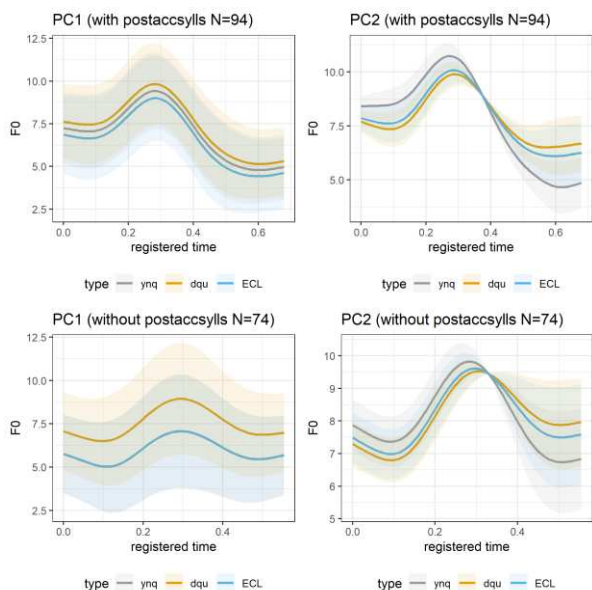 PC1 (with postaccsylls N=94)
12.5
10.0
7.5
5.0
2.5
F0
0.0
0.2
0.4
0.6
registered time
type ynq dqu ECL
PC2 (with postaccsylls N=94)
10.0
7.5
5.0
F0
0.0
0.2
0.4
0.6
registered time
type ynq dqu ECL
PC1 (without postaccsylls N=74)
12.5
10.0
7.5
5.0
2.5
F0
0.0
0.2
0.4
registered time
type ynq dqu ECL
PC2 (without postaccsylls N=74)
10
9
8
7
6
5
F0
0.0
0.2
0.4
registered time
type ynq dqu ECL